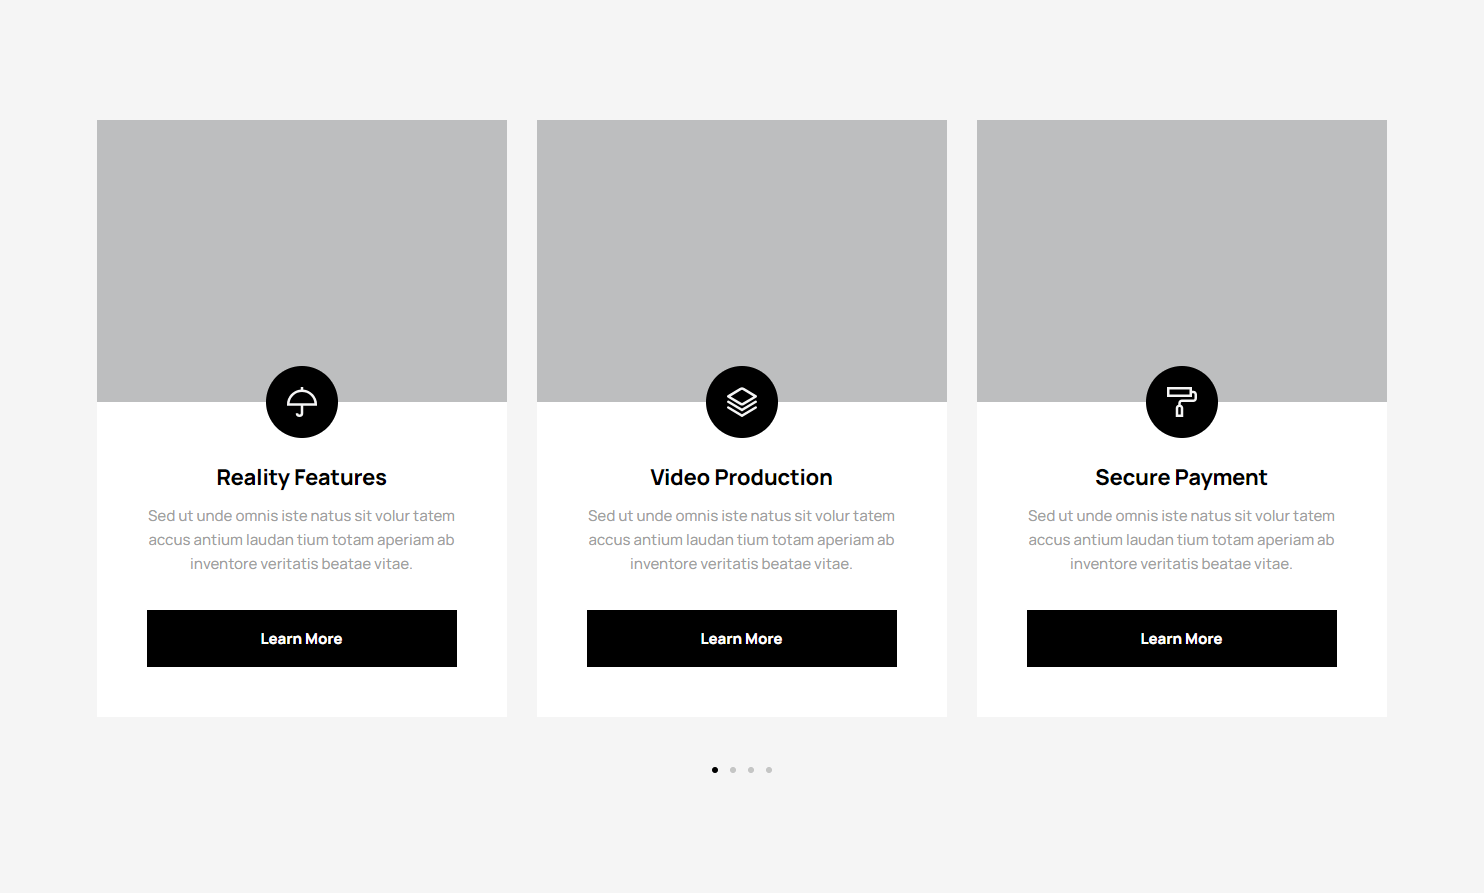 Reality Features
Sed ut unde omnis iste natus sit volur tatem
accus antium laudan tium totam aperiam ab
inventore veritatis beatae vitae.
Learn More
Video Production
Sed ut unde omnis iste natus sit volur tatem
accus antium laudan tium totam aperiam ab
inventore veritatis beatae vitae.
Learn More
Secure Payment
Sed ut unde omnis iste natus sit volur tatem
accus antium laudan tium totam aperiam ab
inventore veritatis beatae vitae.
Learn More